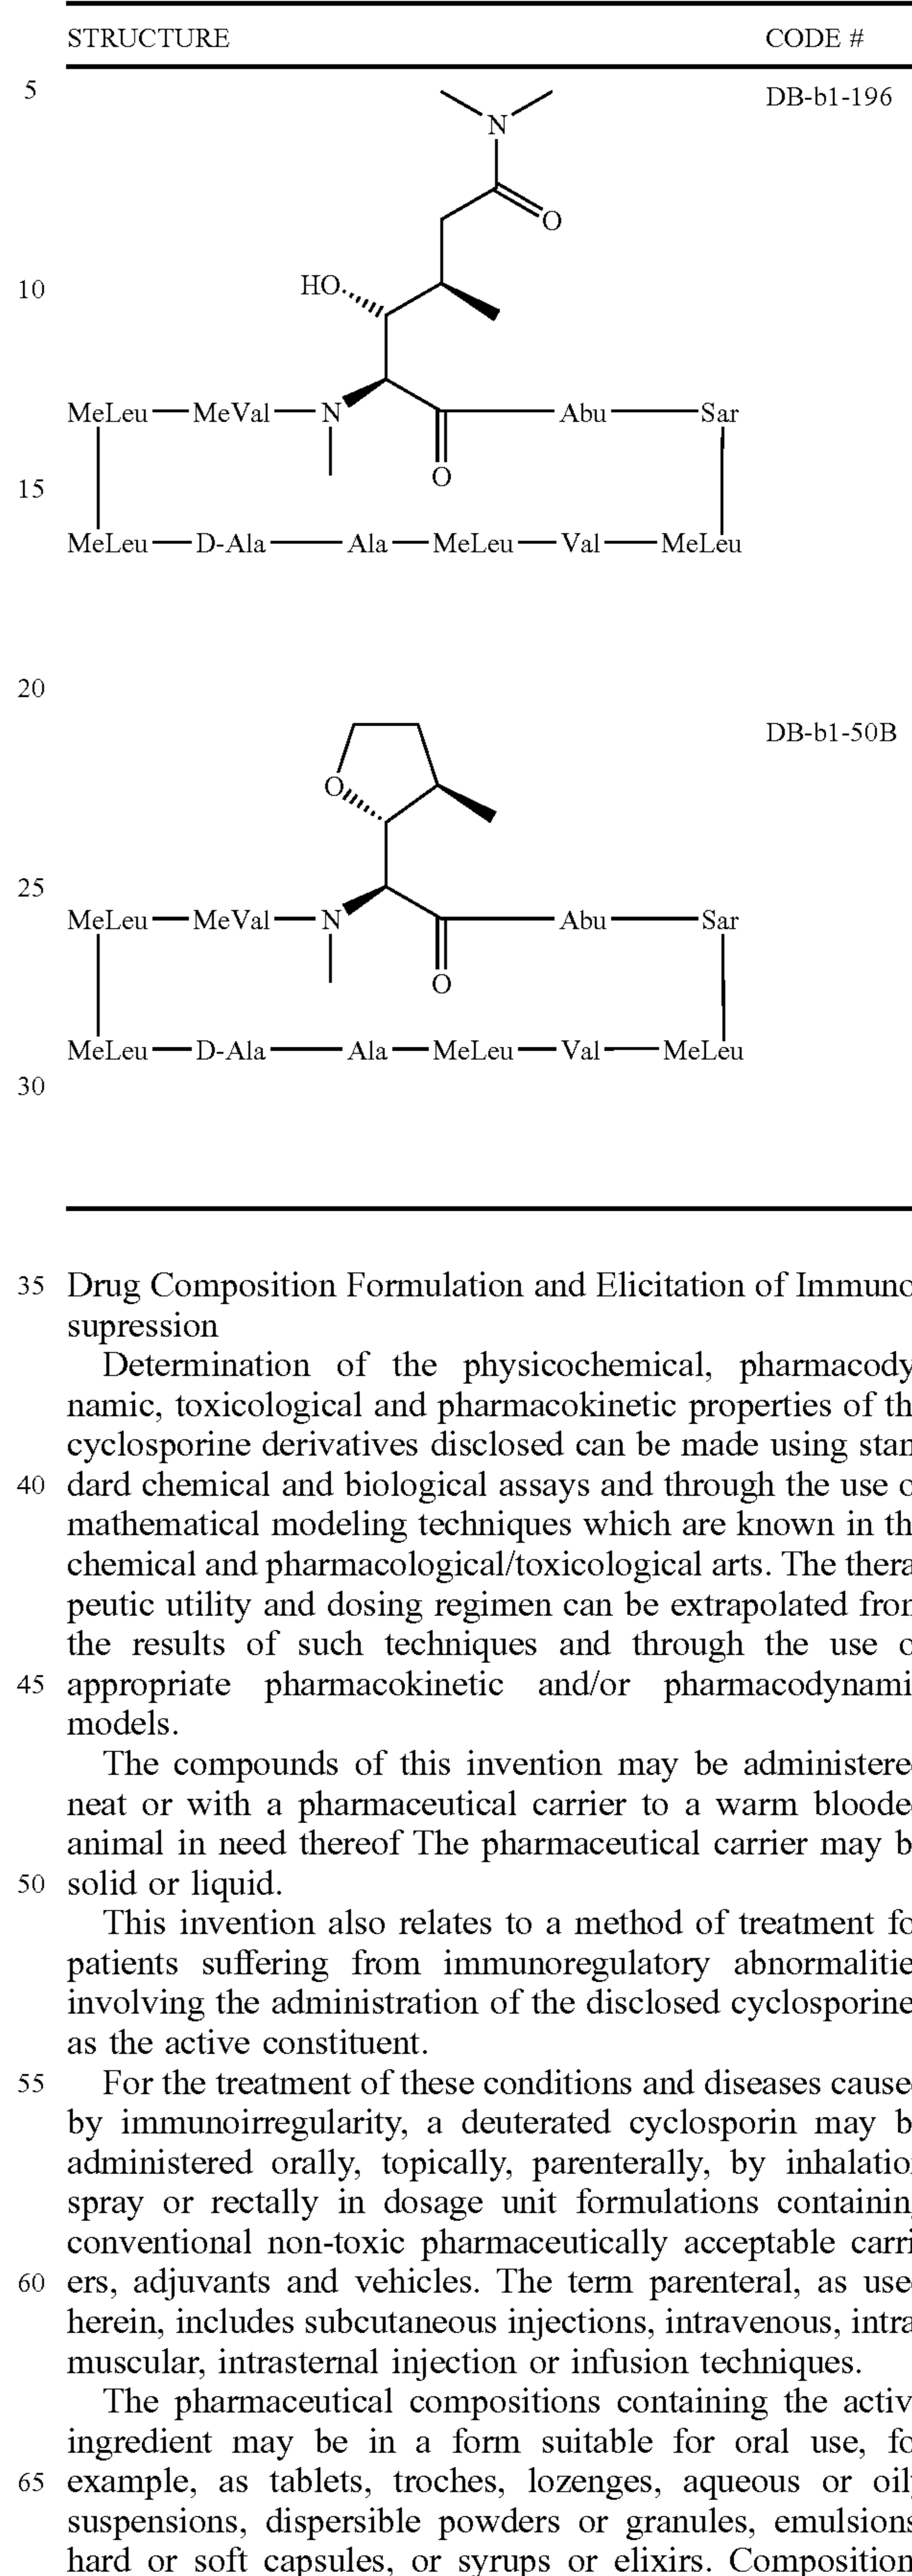 STRUCTURE CODE #
5 DB-b1-196
N
O
10 HO
MeLeu MeVal N Abu Sar
15 O
MeLeu D-Ala Ala MeLeu Val MeLeu
20
DB-b1-50B
O
25
MeLeu MeVal N Abu Sar
O
MeLeu D-Ala Ala MeLeu Val MeLeu
30
35 Drug Composition Formulation and Elicitation of Immuno
supression
Determination of the physicochemical, pharmacody
namic, toxicological and pharmacokinetic properties of th
cyclosporine derivatives disclosed can be made using stan
40 dard chemical and biological assays and through the use o
mathematical modeling techniques which are known in th
chemical and pharmacological/toxicological arts. The thera
peutic utility and dosing regimen can be extrapolated from
the results of such techniques and through the use o
45 appropriate pharmacokinetic and/or pharmacodynami
models.
The compounds of this invention may be administere
neat or with a pharmaceutical carrier to a warm bloode
animal in need thereof The pharmaceutical carrier may b
50 solid or liquid.
This invention also relates to a method of treatment fo
patients suffering from immunoregulatory abnormalitie
involving the administration of the disclosed cyclosporine
as the active constituent.
55 For the treatment of these conditions and diseases cause
by immunoirregularity, a deuterated cyclosporin may b
administered orally, topically, parenterally, by inhalation
spray or rectally in dosage unit formulations containing
conventional non-toxic pharmaceutically acceptable carri
60 ers, adjuvants and vehicles. The term parenteral, as use
herein, includes subcutaneous injections, intravenous, intra
muscular, intrasternal injection or infusion techniques.
The pharmaceutical compositions containing the activ
ingredient may be in a form suitable for oral use, fo
65 example, as tablets, troches, lozenges, aqueous or oily
suspensions, dispersible powders or granules, emulsions
hard or soft capsules, or syrups or elixirs. Composition